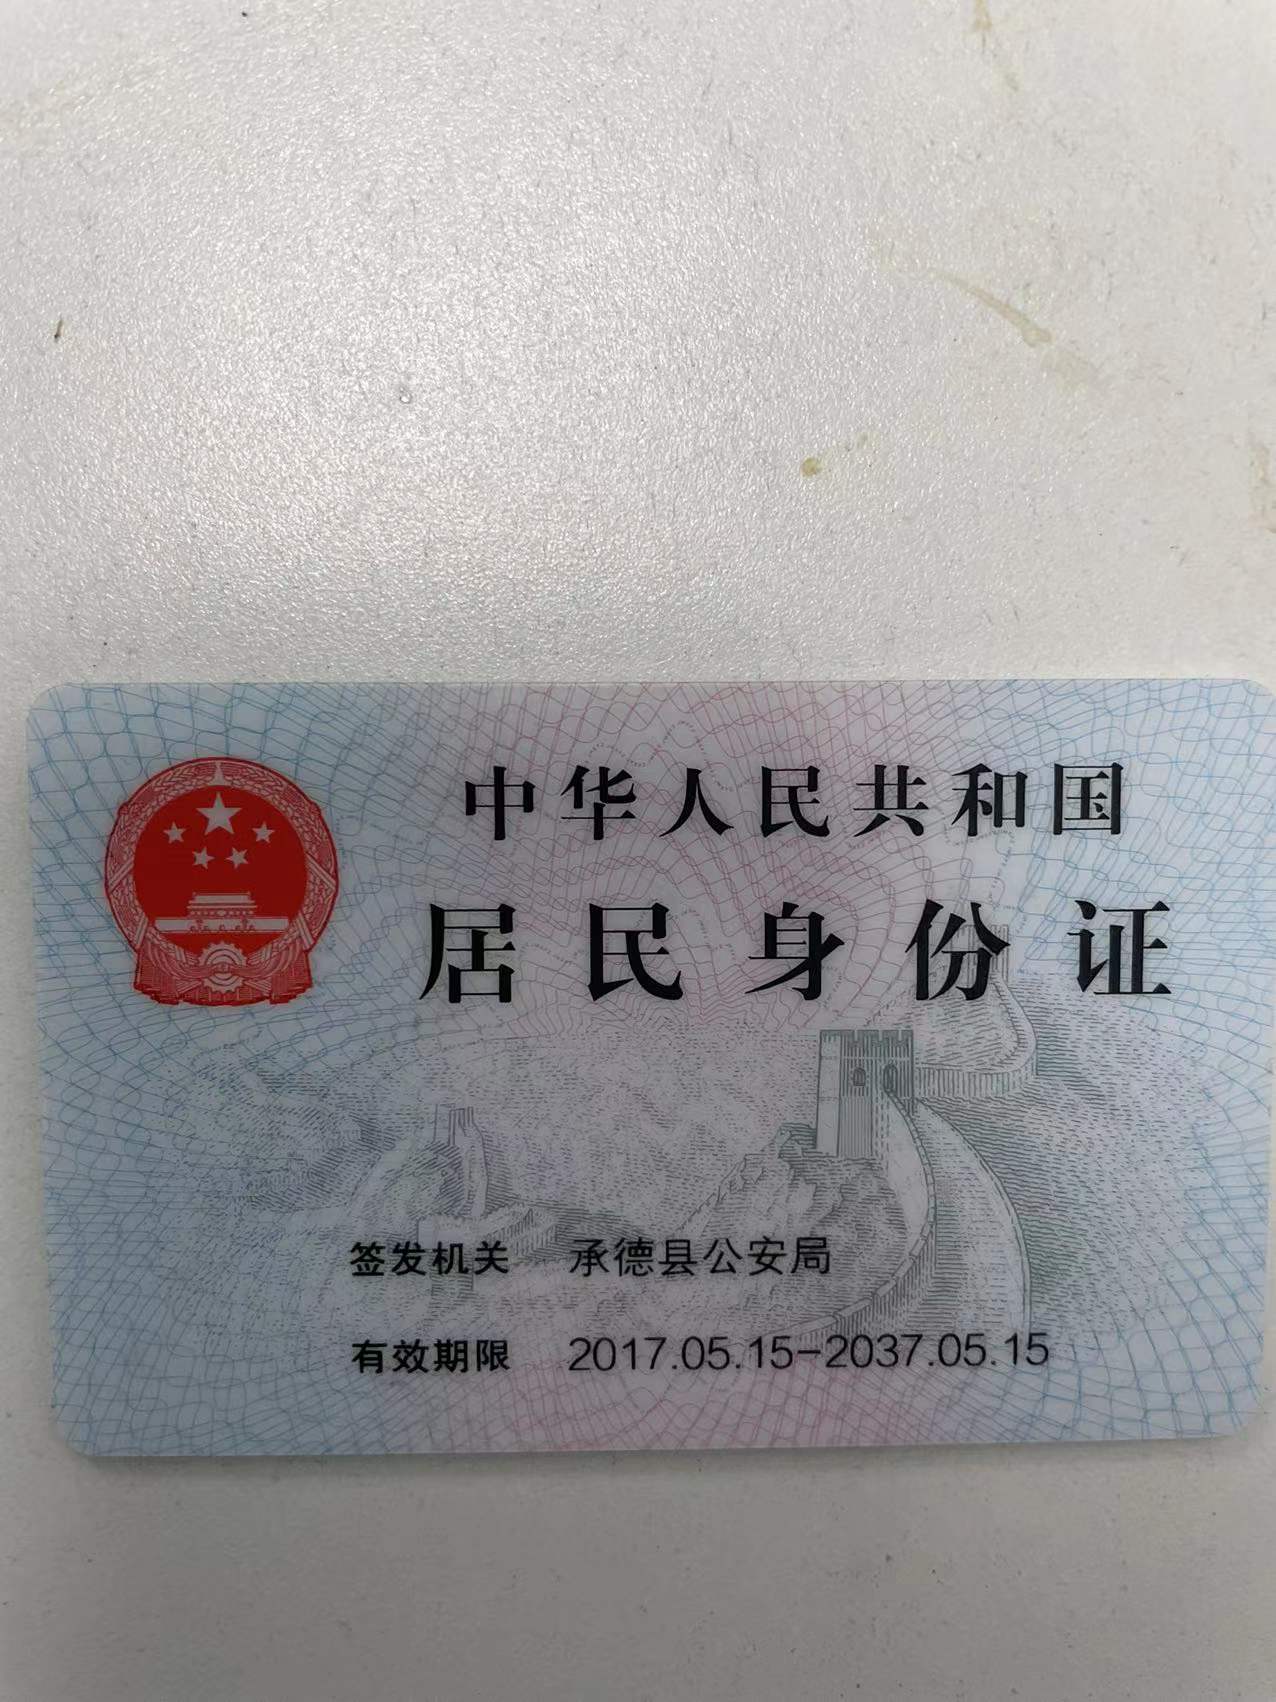 中华人民共和国
居民身份证
签发机关 承德县公安局
有效期限 2017.05.15-2037.05.15